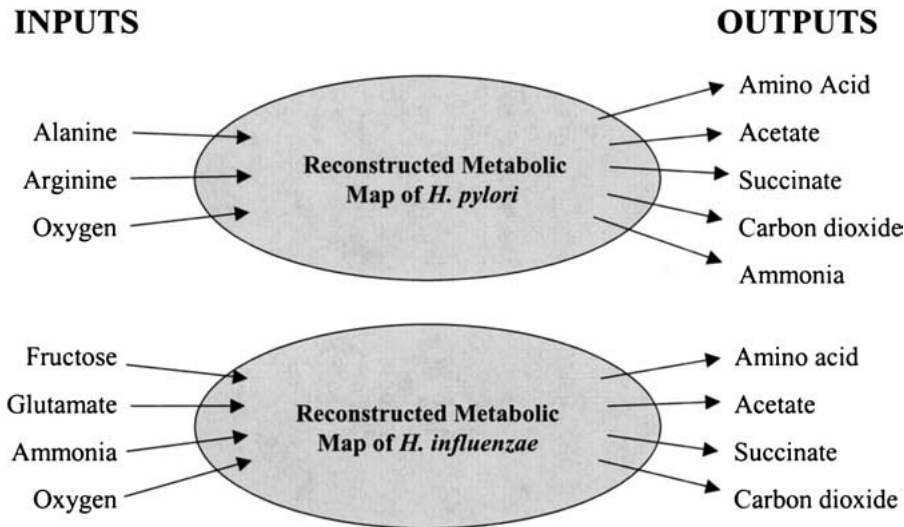 INPUTS
OUTPUTS
Alanine
Arginine
Oxygen
Reconstructed Metabolic
Map of H. pylori
Amino Acid
Acetate
Succinate
Carbon dioxide
Ammonia
Fructose
Glutamate
Ammonia
Oxygen
Reconstructed Metabolic
Map of H. influenzae
Amino acid
Acetate
Succinate
Carbon dioxide